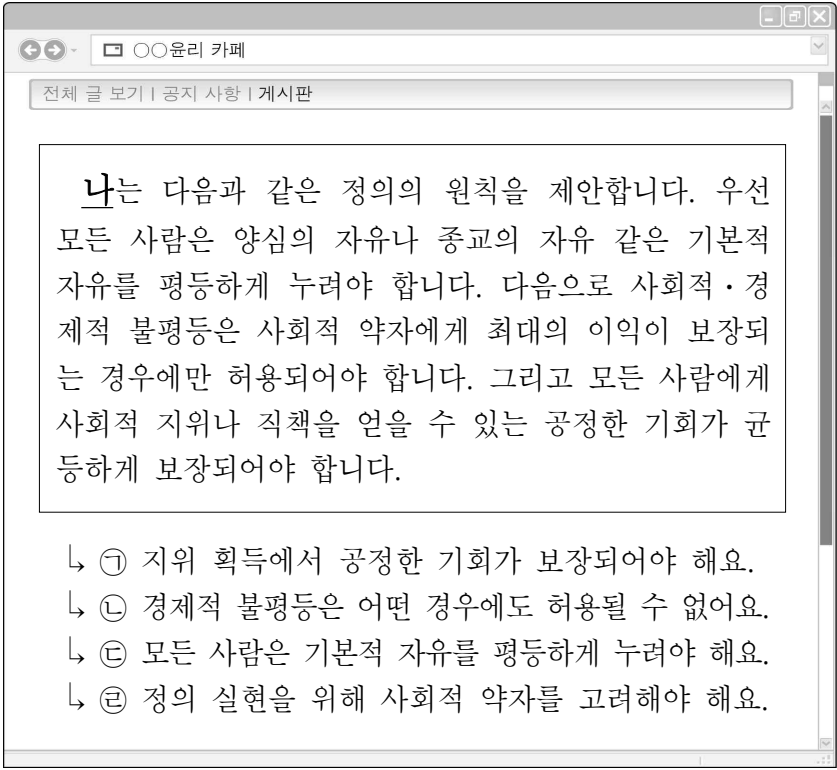 ○○윤리 카페
전체 글 보기 | 공지 사항 | 게시판
나는 다음과 같은 정의의 원칙을 제안합니다. 우선
모든 사람은 양심의 자유나 종교의 자유 같은 기본적
자유를 평등하게 누려야 합니다. 다음으로 사회적·경
제적 불평등은 사회적 약자에게 최대의 이익이 보장되
는 경우에만 허용되어야 합니다. 그리고 모든 사람에게
사회적 지위나 직책을 얻을 수 있는 공정한 기회가 균
등하게 보장되어야 합니다.
↳ ㉠ 지위 획득에서 공정한 기회가 보장되어야 해요.
↳ ㉡ 경제적 불평등은 어떤 경우에도 허용될 수 없어요.
↳ ㉢ 모든 사람은 기본적 자유를 평등하게 누려야 해요.
↳ ㉣ 정의 실현을 위해 사회적 약자를 고려해야 해요.